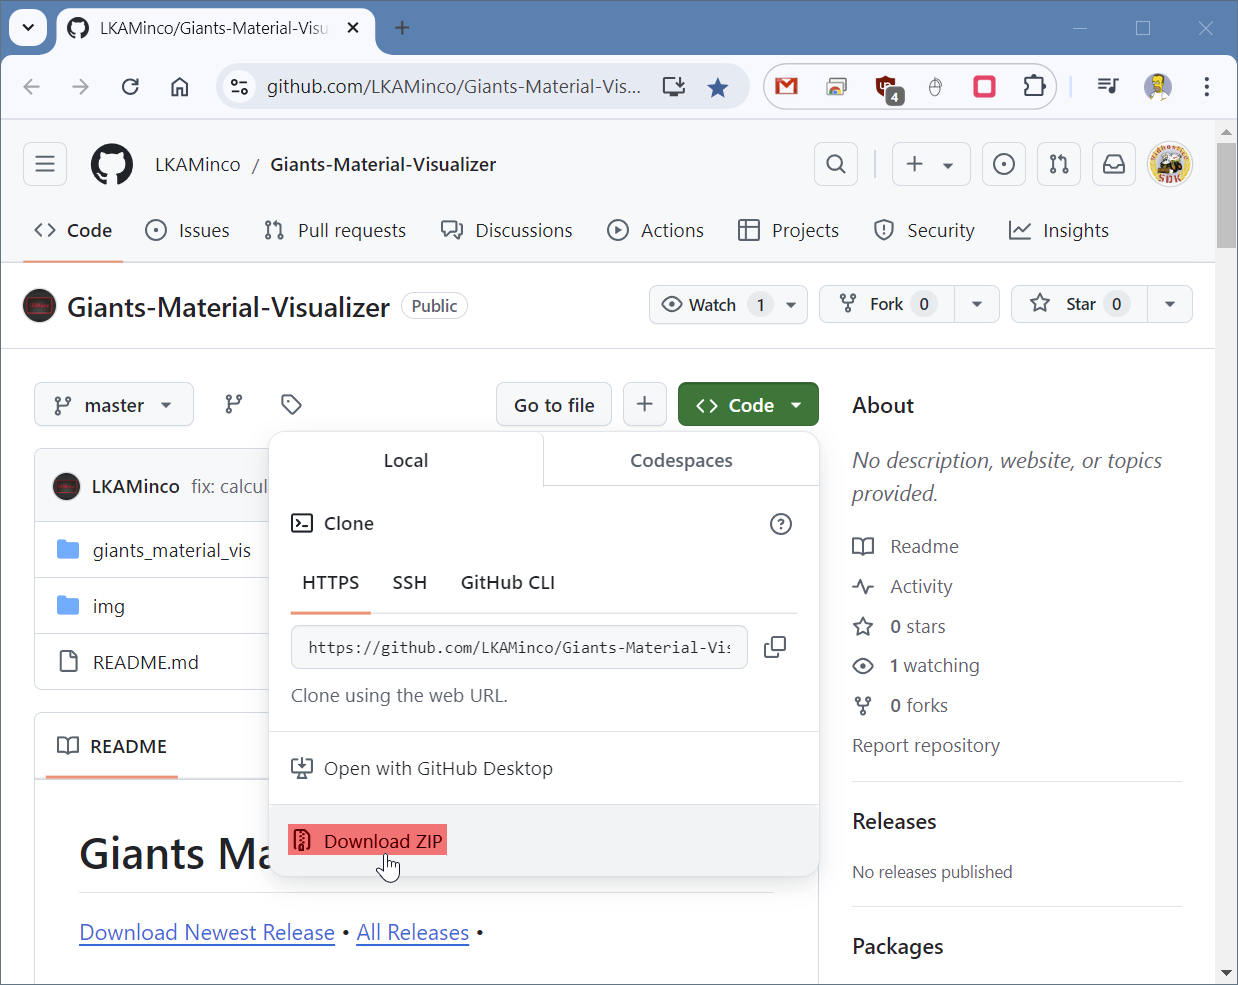 LKAMinco/Giants-Material-Visu
github.com/LKAMinco/Giants-Material-Vis...
4
LKAMinco / Giants-Material-Visualizer
Code Issues Pull requests Discussions Actions Projects Security Insights
Giants-Material-Visualizer Public Watch 1 Fork 0 Star 0
master Go to file Code
About
Local Codespaces
No description, website, or topics
provided.
LKAMinco fix: calcul
Clone
giants_material_vis
Readme
HTTPS SSH GitHub CLI
Activity
img
0 stars
https://github.com/LKAMinco/Giants-Material-Vis
README.md
1 watching
Clone using the web URL.
0 forks
README
Report repository
Open with GitHub Desktop
Releases
Download ZIP
Giants Ma
No releases published
Download Newest Release • All Releases •
Packages